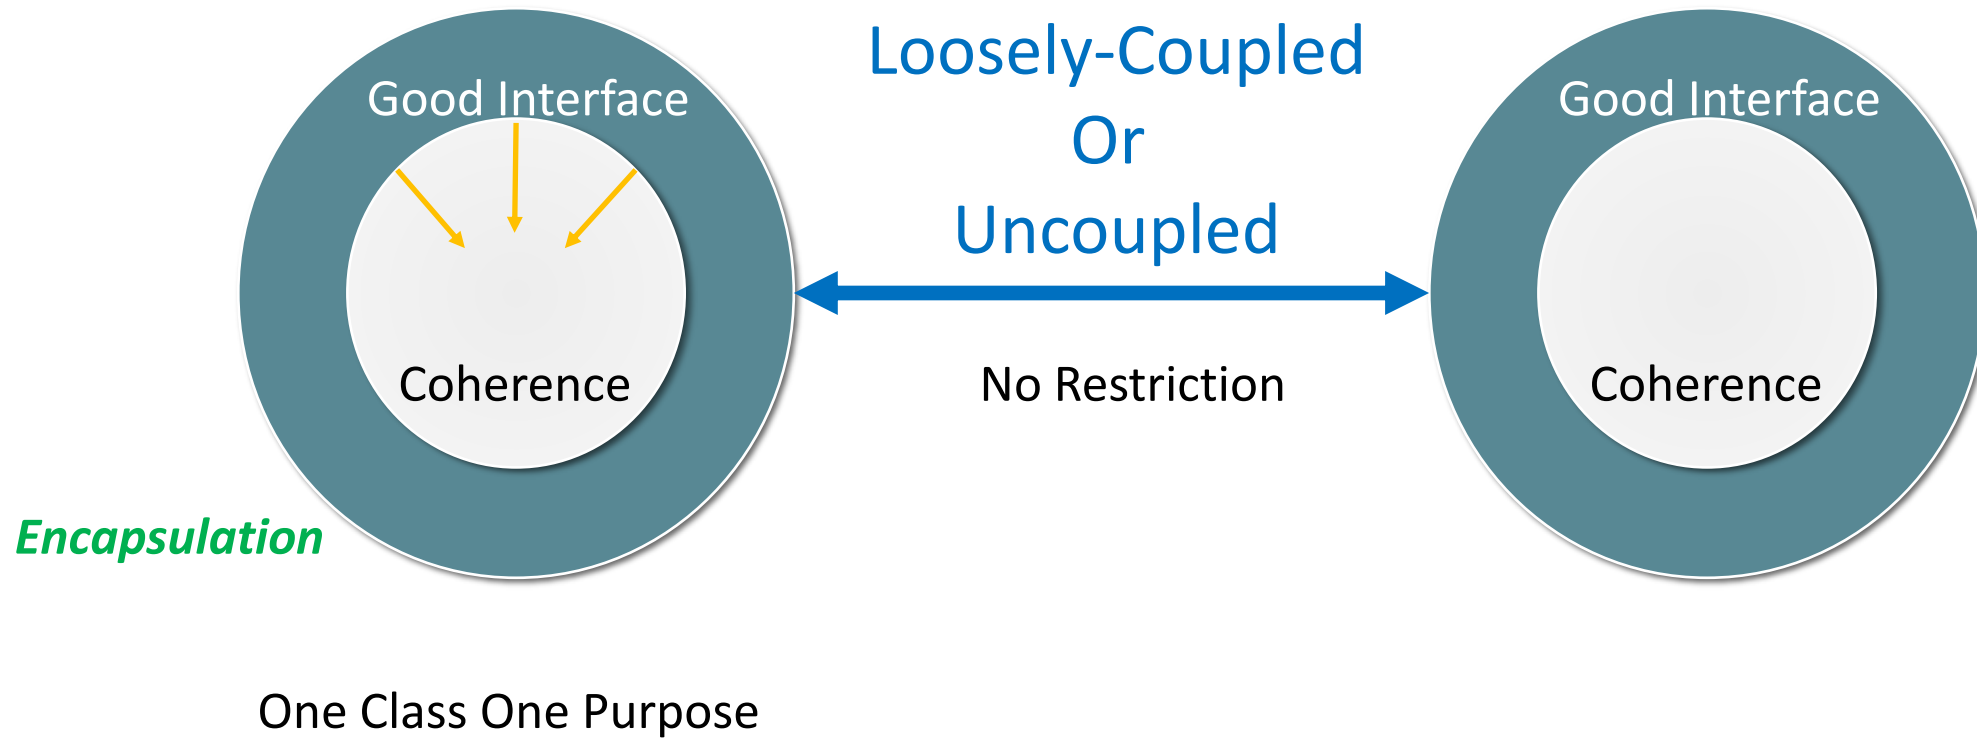 Good Interface
Coherence
Encapsulation
One Class One Purpose
Loosely-Coupled
Or
Uncoupled
No Restriction
Good Interface
Coherence